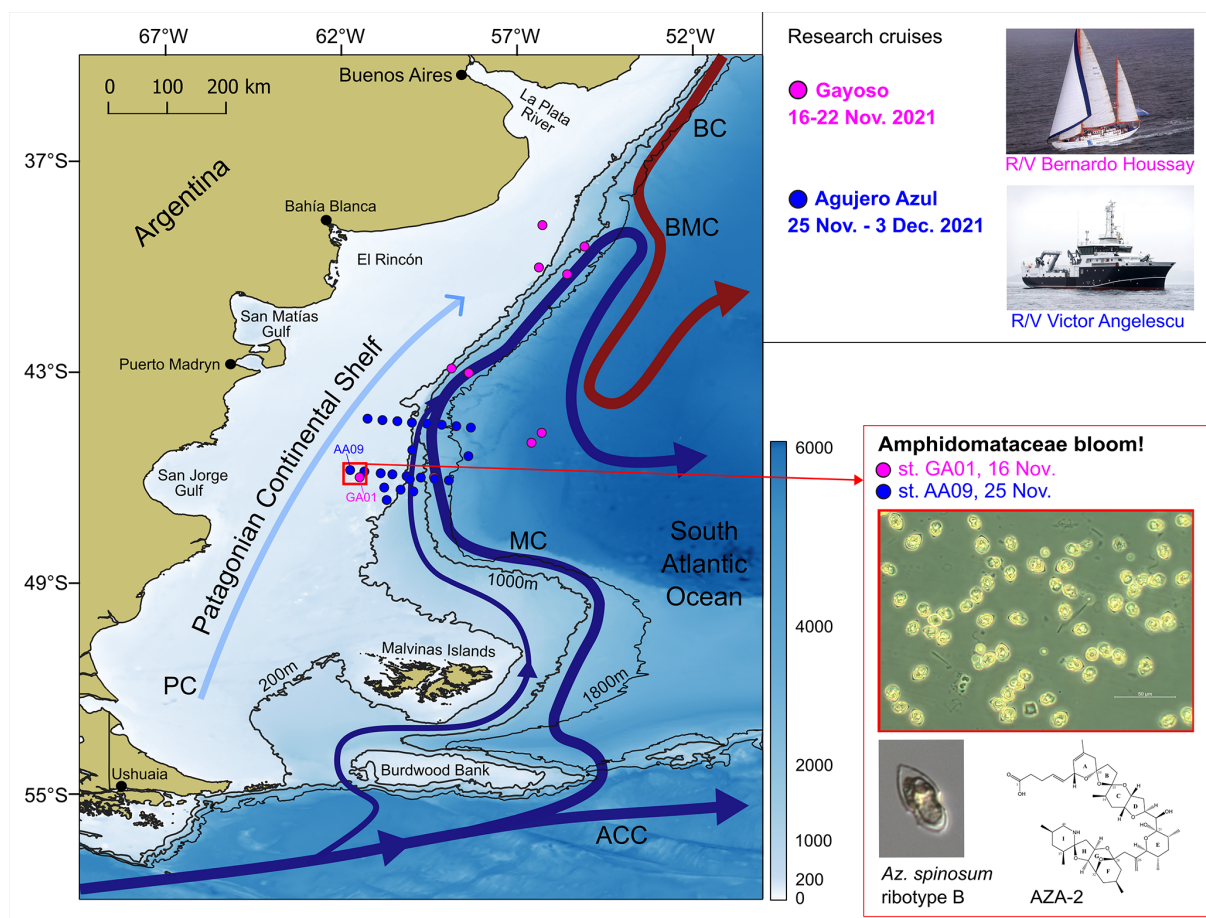 67°W
62°W
57°W
52°W
0 100 200 km
Buenos Aires
La Plata
River
BC
37°S
Argentina
Bahía Blanca
BMC
El Rincón
San Matías
Gulf
Puerto Madryn
43°S
Patagonian Continental Shelf
AA09
GA01
San Jorge
Gulf
MC
South
Atlantic
Ocean
49°S
1000m
Malvinas Islands
200m
1800m
PC
Ushuaia
Burdwood Bank
55°S
ACC
6000
4000
2000
1000
200
0
Research cruises
Gayoso
16-22 Nov. 2021
R/V Bernardo Houssay
Agujero Azul
25 Nov. - 3 Dec. 2021
R/V Victor Angelescu
Amphidomataceae bloom!
st. GA01, 16 Nov.
st. AA09, 25 Nov.
50 µm
Az. spinosum
ribotype B
AZA-2